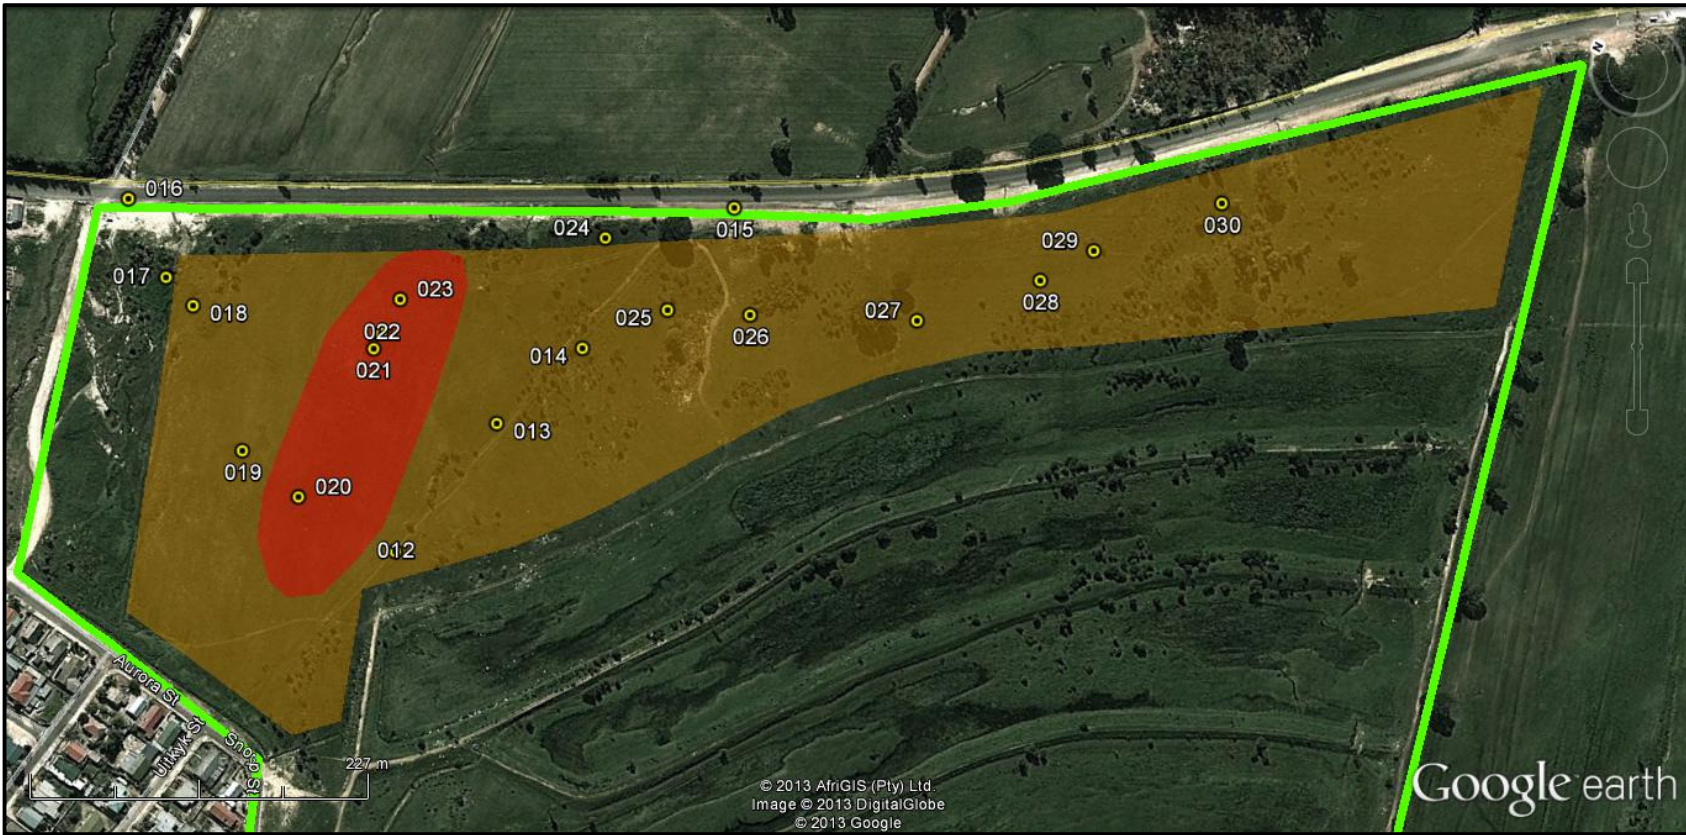 N
016
015
024
030
029
017
023
018
028
025
026
027
022
014
021
013
019
020
012
Aurora St
Uitkyk St
227 m
© 2013 AfriGIS (Pty) Ltd.
Image © 2013 DigitalGlobe
© 2013 Google
Google earth